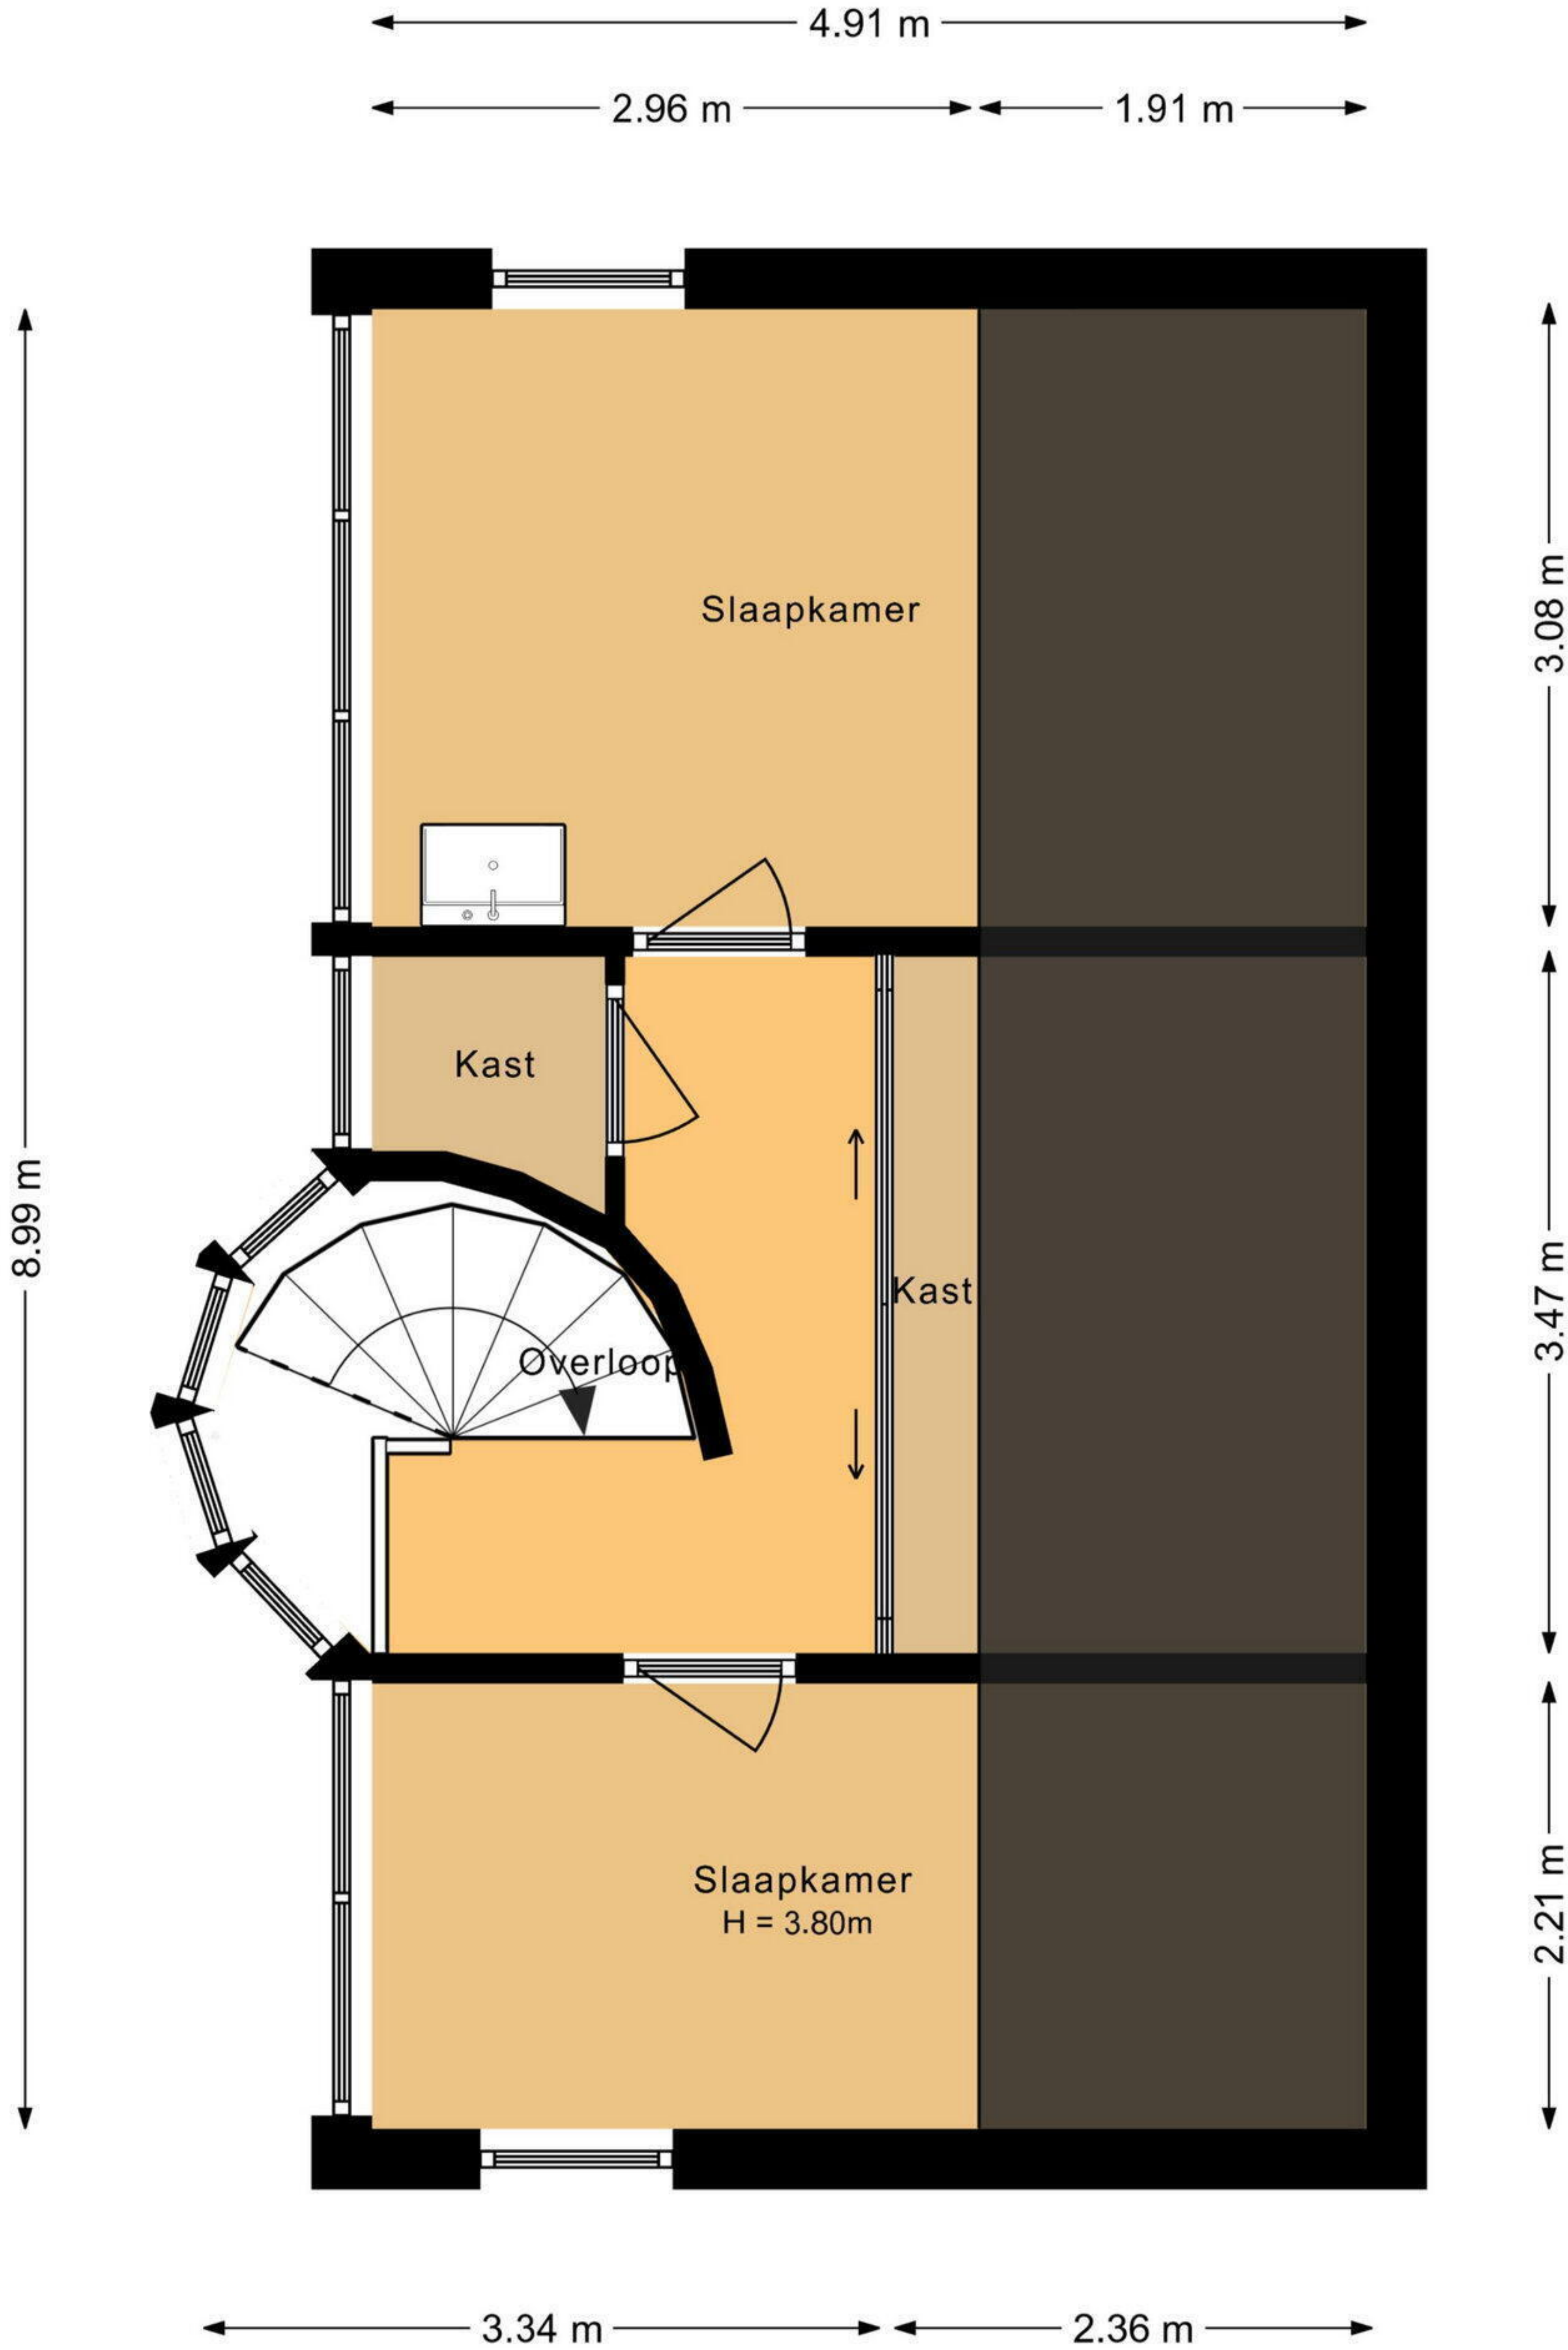 4.91 m
2.96 m
1.91 m
3.08 m
Slaapkamer
Kast
8.99 m
3.47 m
Kast
Overloop
Slaapkamer
H = 3.80m
2.21 m
3.34 m
2.36 m